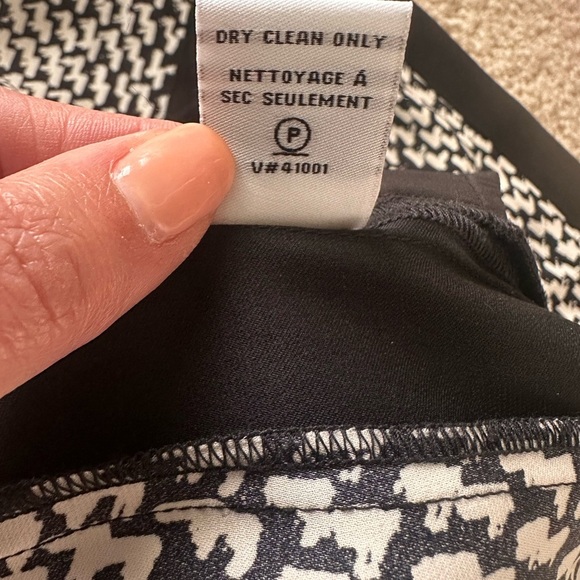 DRY CLEAN ONLY
NETTOYAGE Á
SEC SEULEMENT
P
V#41001